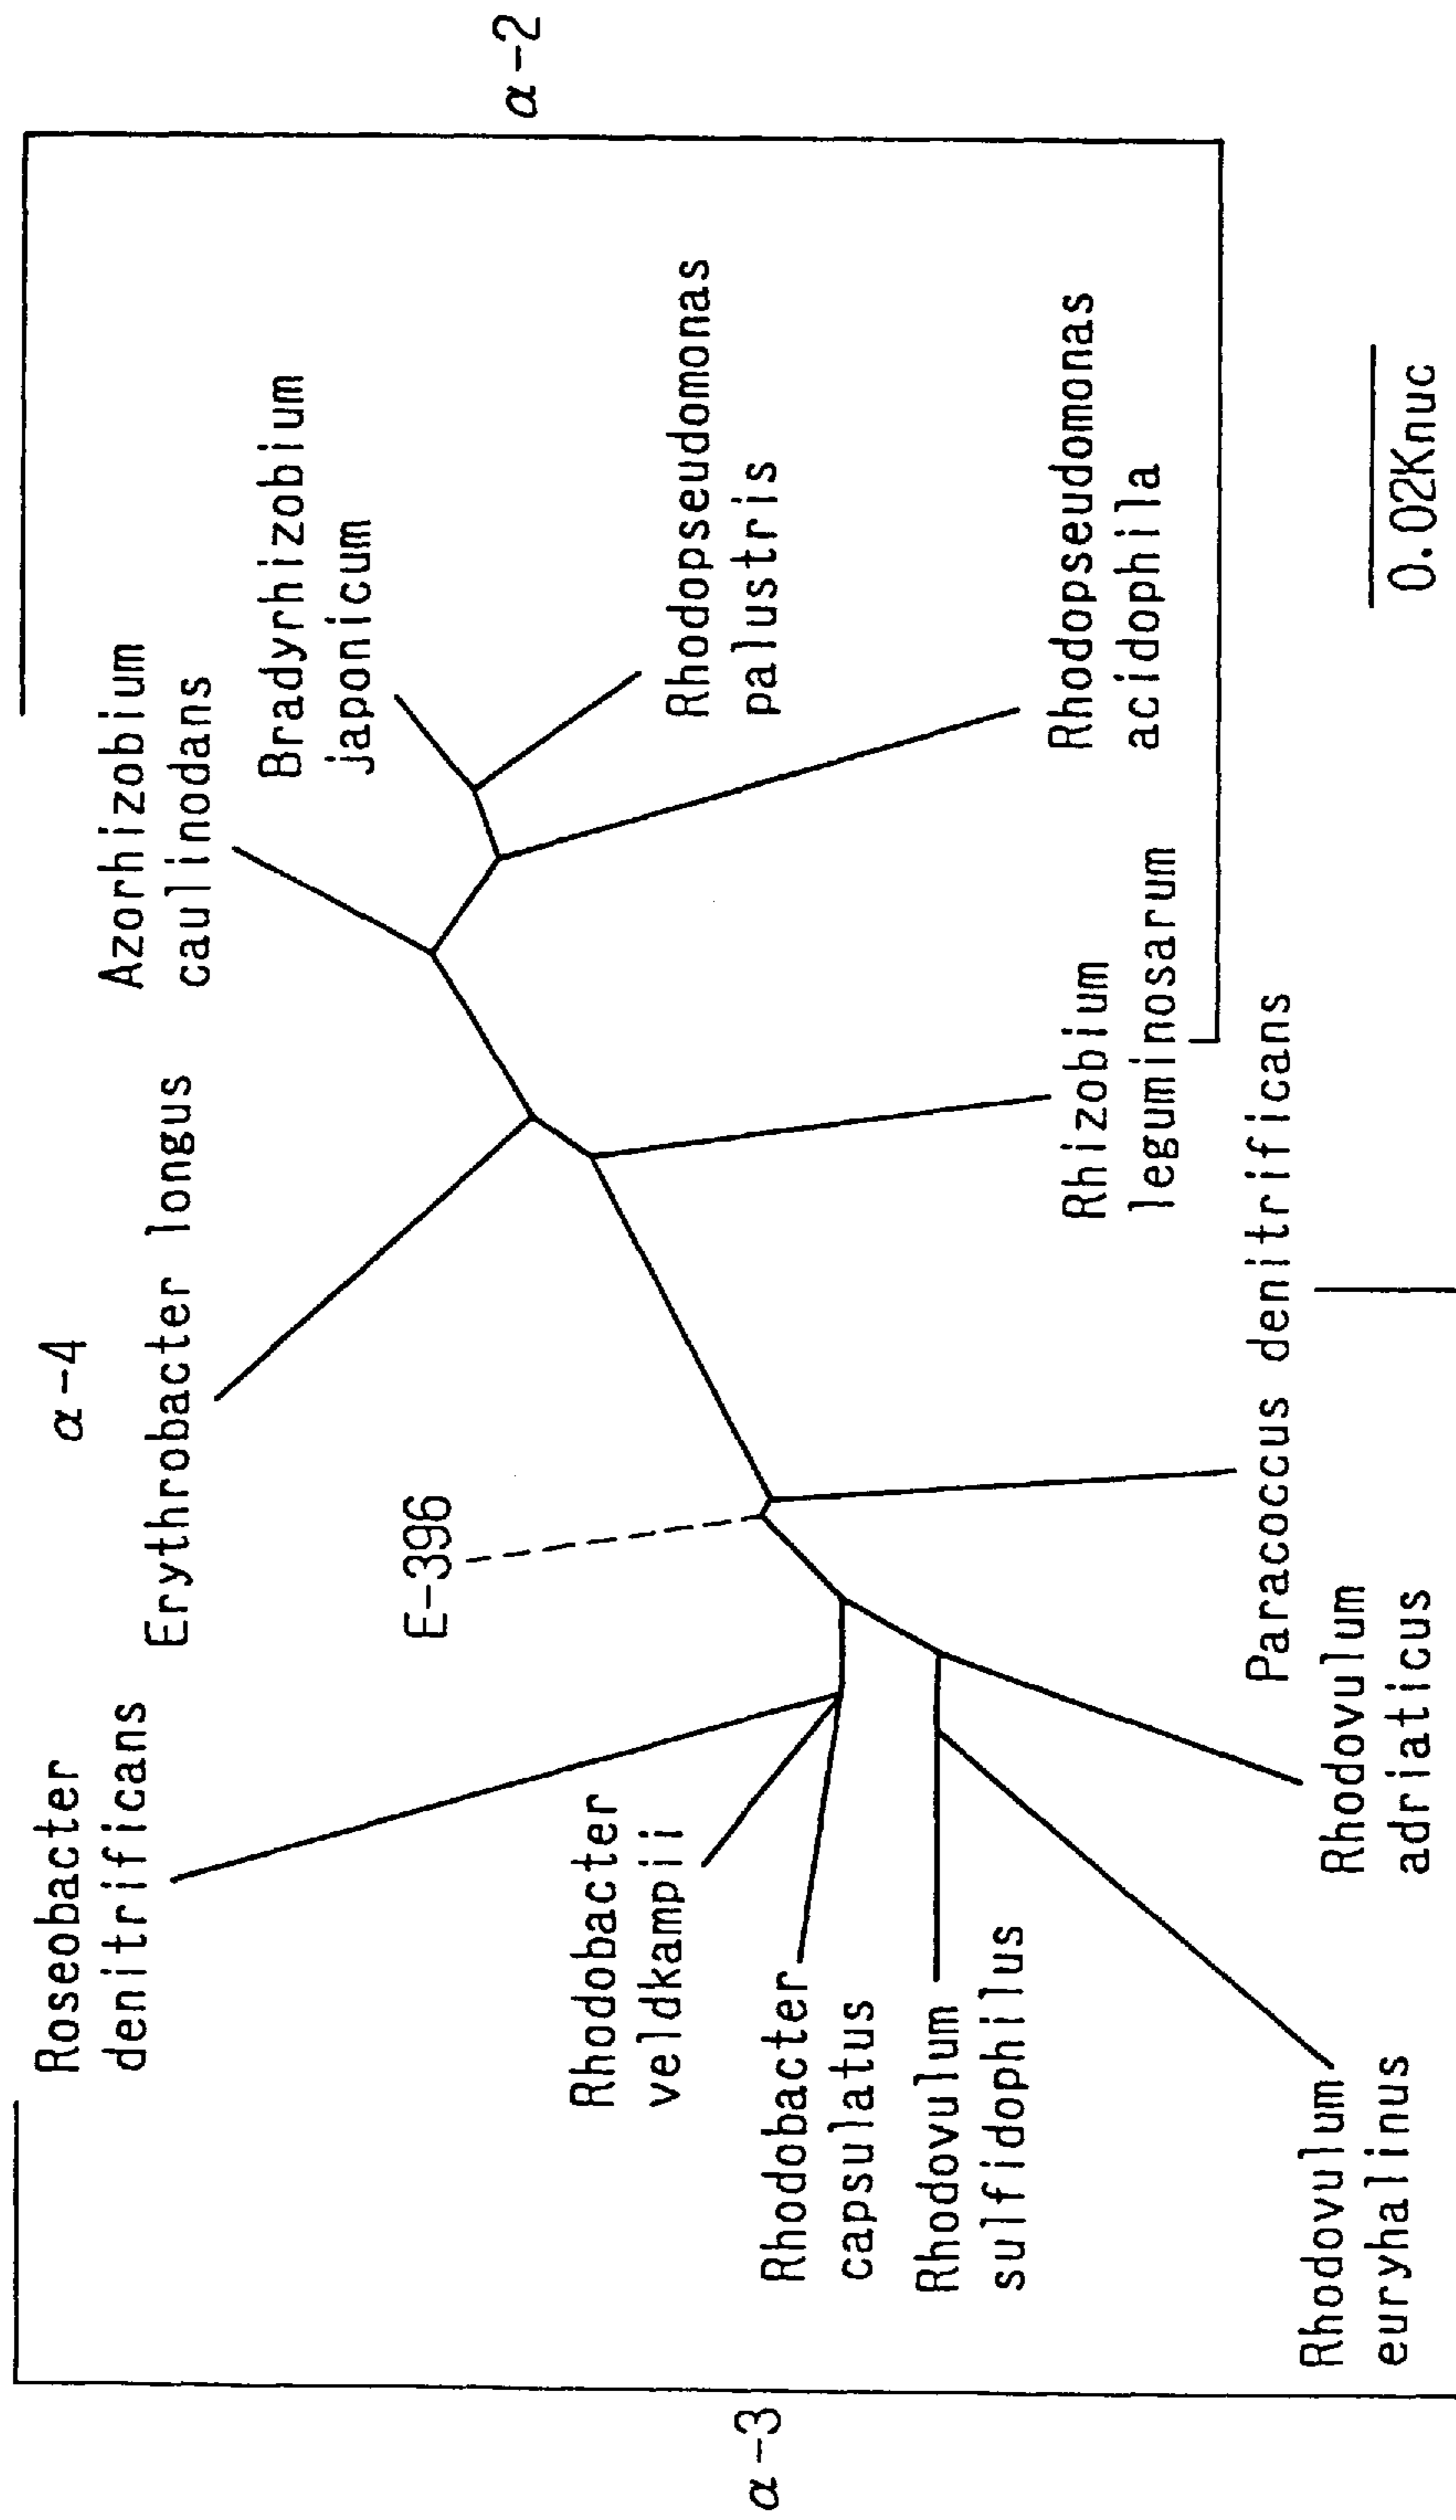 α-4
Roseobacter
denitrificans
Erythrobacter longus
Azorhizobium
caulinodans
Bradyrhizobium
japonicum
α-2
E-396
Rhodobacter
veldkampii
Rhodopseudomonas
palustris
α-3
Rhodobacter
capsulatus
Rhodovulum
sulfidophilus
Rhizobium
leguminosarum
Rhodopseudomonas
acidophila
Paracoccus denitrificans
Rhodovulum
adriaticus
Rhodovulum
euryhalinus
0.02Knuc